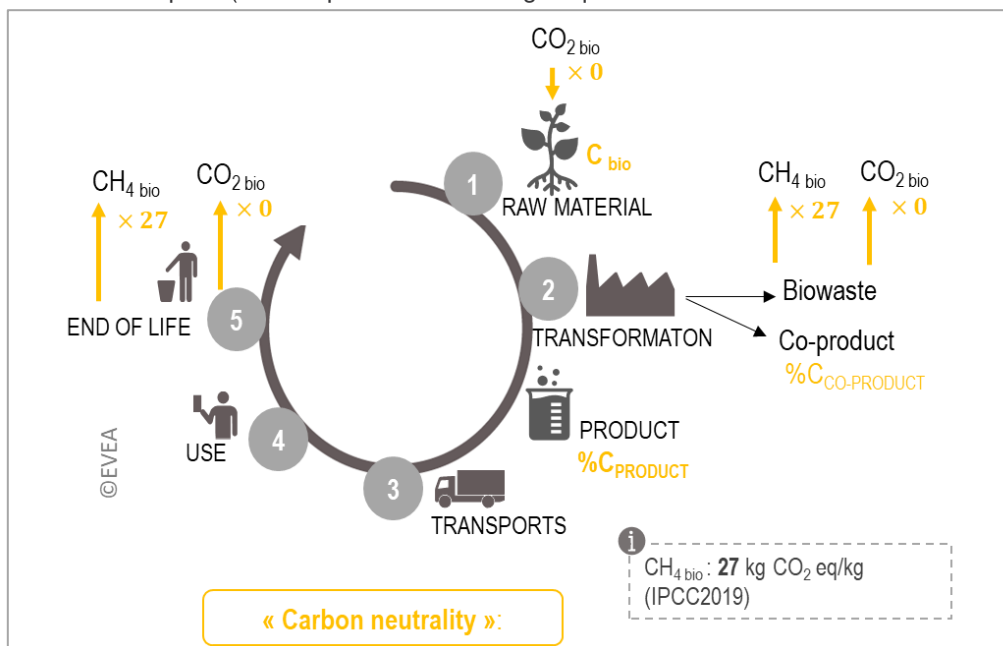 CO2 bio
× 0
C bio
1
RAW MATERIAL
CH4 bio
× 27
CO2 bio
× 0
2
TRANSFORMATON
Biowaste
Co-product
%CCO-PRODUCT
PRODUCT
%CPRODUCT
3
TRANSPORTS
4
USE
5
END OF LIFE
CH4 bio
× 27
CO2 bio
× 0
©EVEA
i
CH4 bio : 27 kg CO2 eq/kg
(IPCC2019)
« Carbon neutrality »: